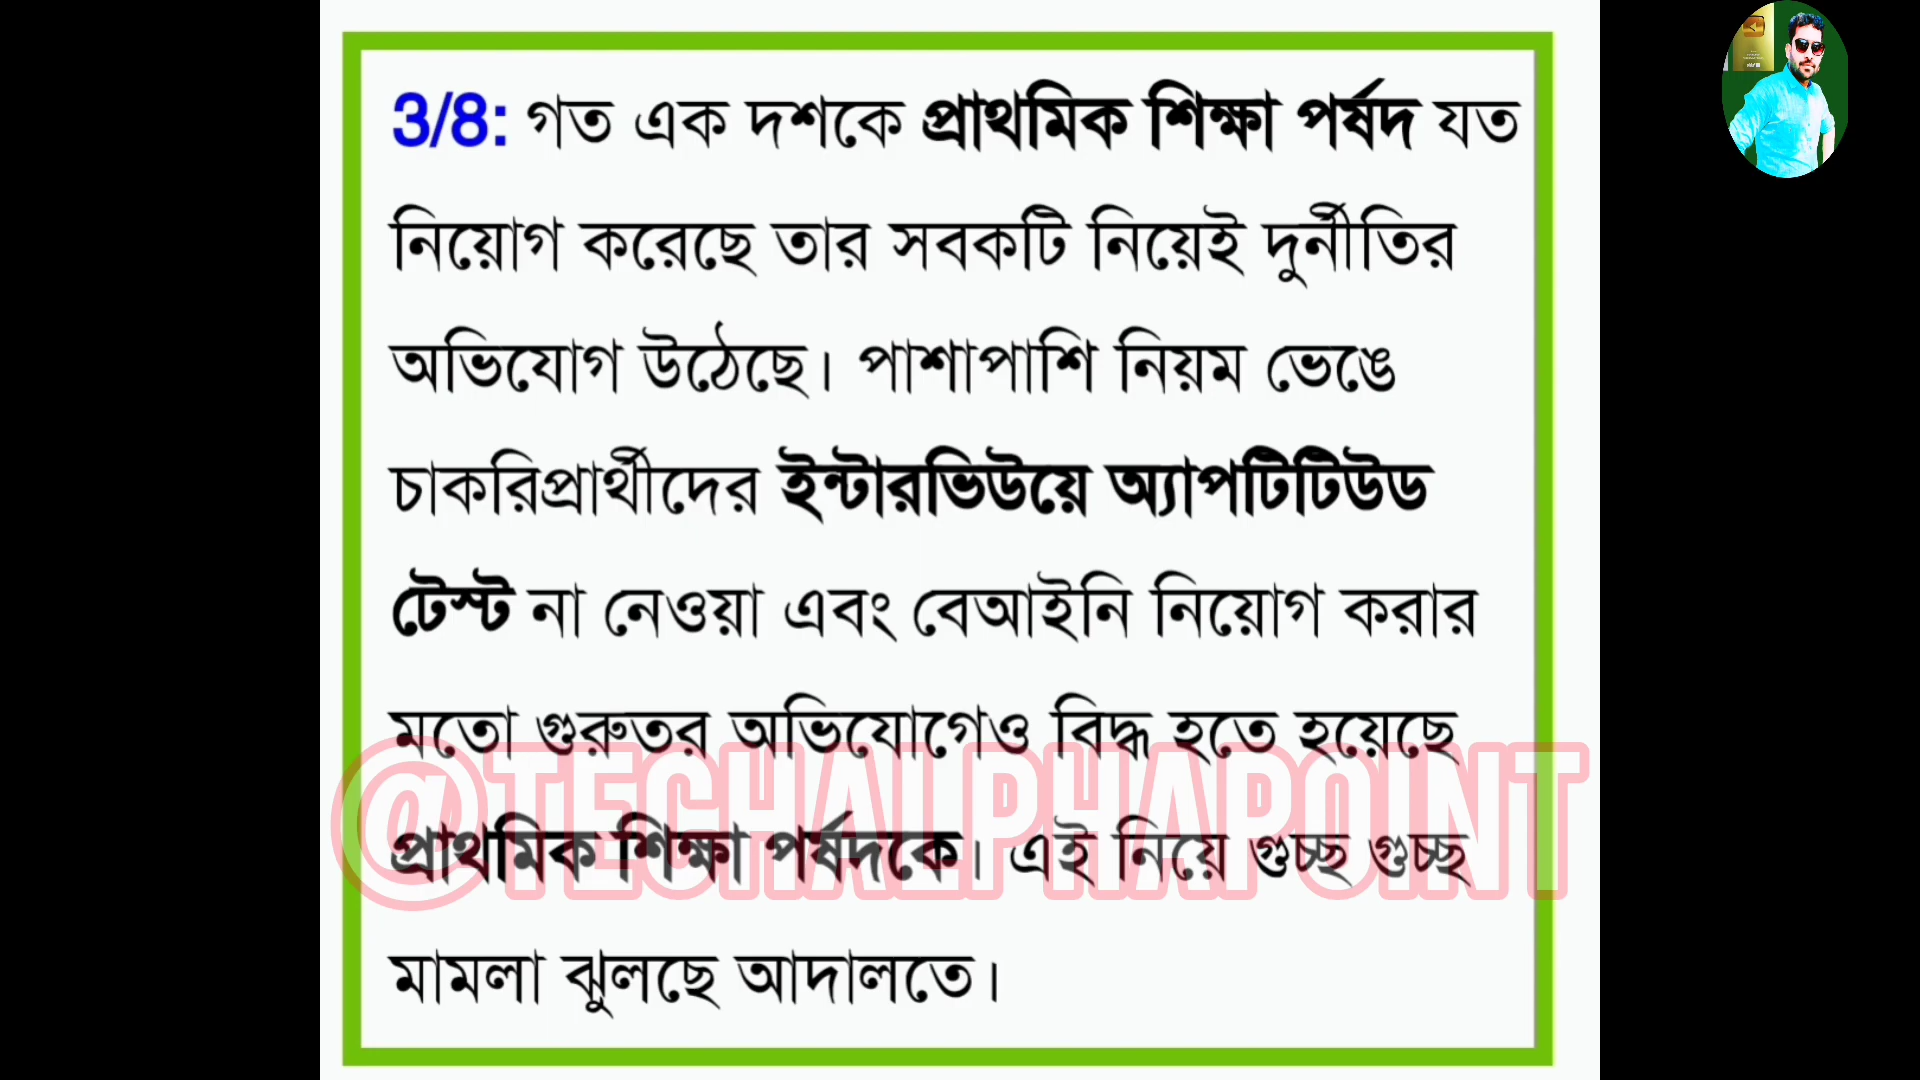 3/8: গত এক দশকে প্রাথমিক শিক্ষা পর্ষদ যত
নিয়োগ করেছে তার সবকটি নিয়েই দুর্নীতির
অভিযোগ উঠেছে। পাশাপাশি নিয়ম ভেঙে
চাকরিপ্রার্থীদের ইন্টারভিউয়ে অ্যাপটিটিউড
টেস্ট না নেওয়া এবং বেআইনি নিয়োগ করার
মতো গুরুতর অভিযোগেও বিদ্ধ হতে হয়েছে
@TECHALPHAPOINT
প্রাথমিক শিক্ষা পর্ষদকে। এই নিয়ে গুচ্ছ গুচ্ছ
মামলা ঝুলছে আদালতে।